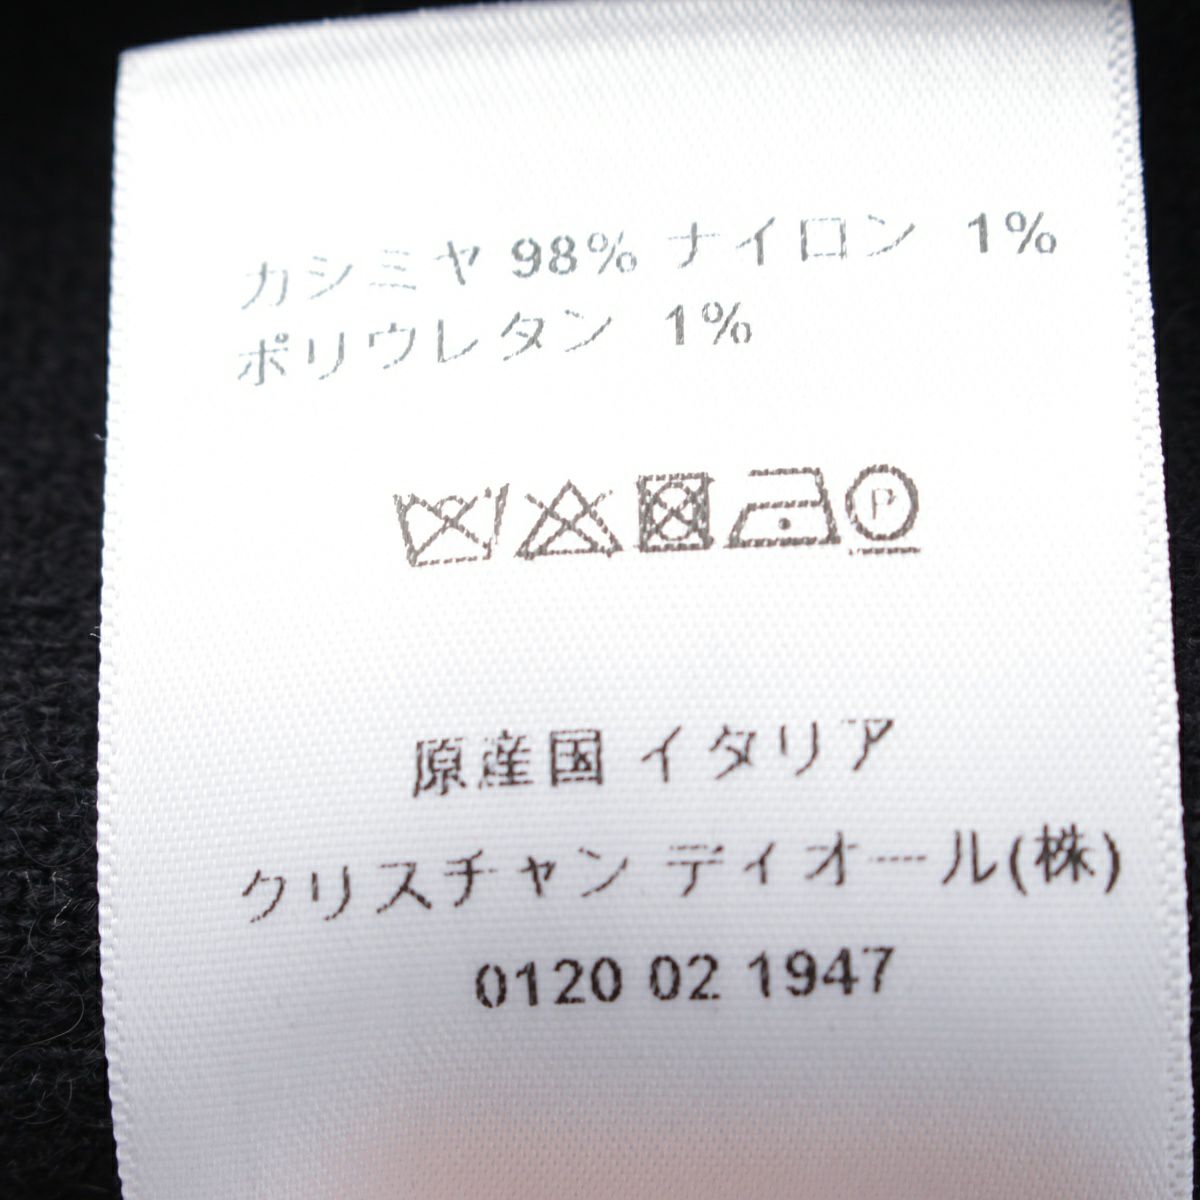 カシミヤ 98% ナイロン 1%
ポリウレタン 1%
P
原産国 イタリア
クリスチャン ディオール(株)
0120 02 1947